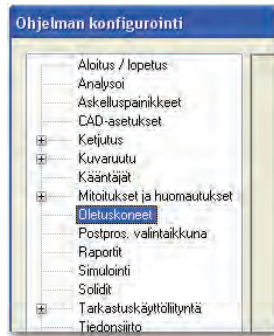 Ohjelman konfigurointi
Aloitus / lopetus
Analysoi
Askelluspainikkeet
CAD-asetukset
Ketjutus
Kuvaruutu
Kääntäjät
Mitoitukset ja huomautukset
Oletuskoneet
Postpros. valintaikkuna
Raportit
Simulointi
Solidit
Tarkastuskäyttöliityntä
Tiedonsiirto